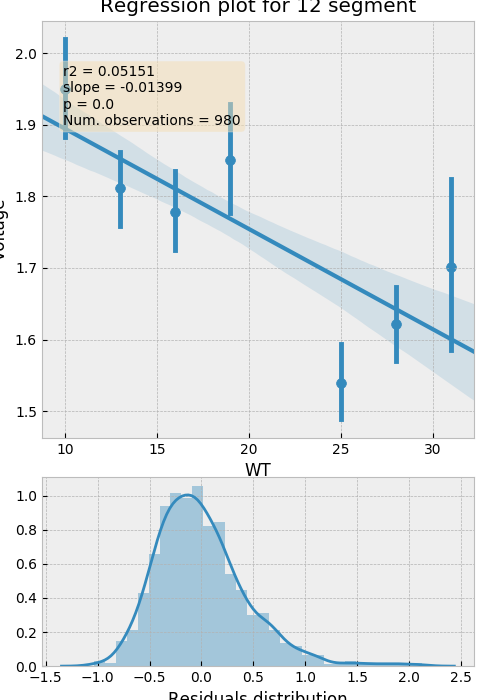 Regression plot for 12 segment
2.0
1.9
1.8
1.7
1.6
1.5
r2 = 0.05151
slope = -0.01399
p = 0.0
Num. observations = 980
Voltage
10 15 20 25 30
WT
1.0
0.8
0.6
0.4
0.2
0.0
−1.5 −1.0 −0.5 0.0 0.5 1.0 1.5 2.0 2.5
Residuals distribution